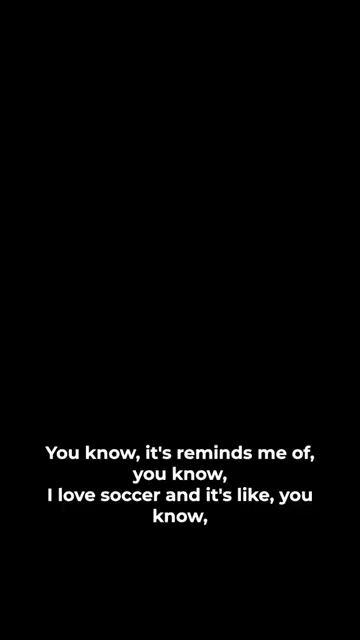 You know, it's reminds me of,
you know,
I love soccer and it's like, you
know,